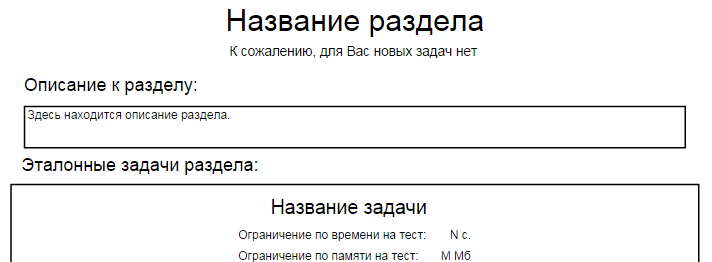 Название раздела
К сожалению, для Вас новых задач нет
Описание к разделу:
Здесь находится описание раздела.
Эталонные задачи раздела:
Название задачи
Ограничение по времени на тест: N с.
Ограничение по памяти на тест: M Мб